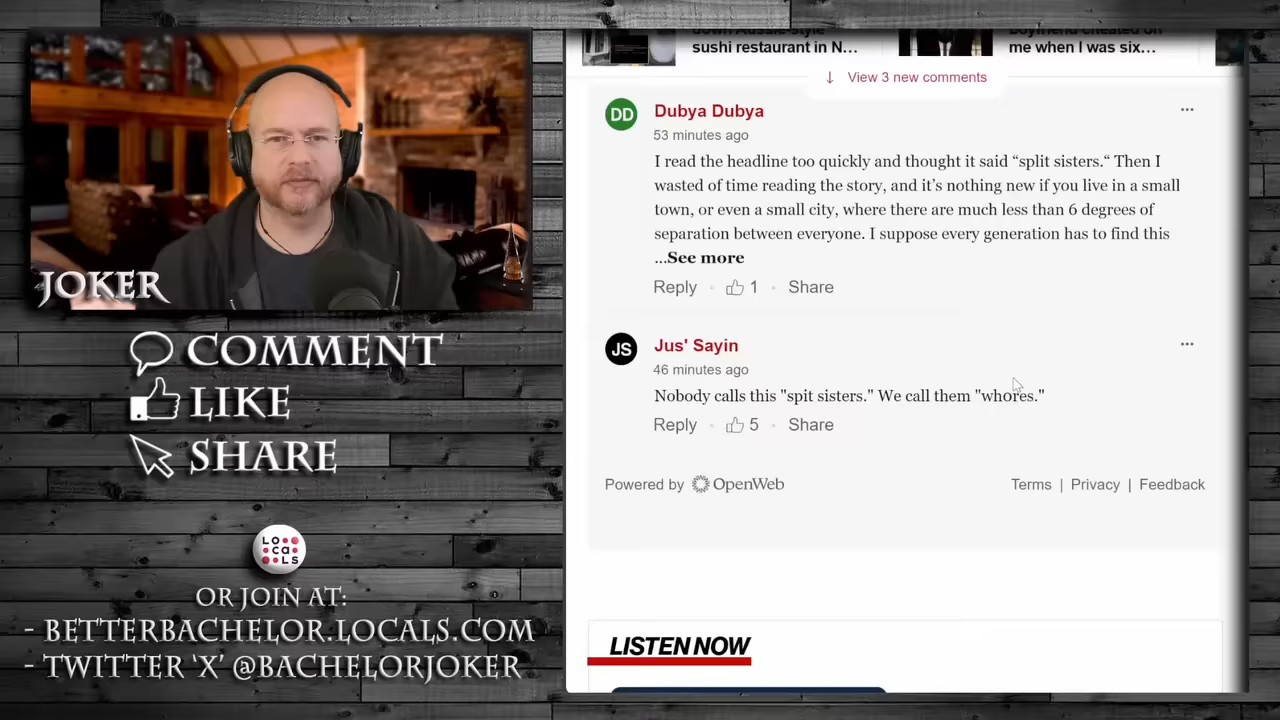 JOKER
COMMENT
LIKE
SHARE
LOCALS
OR JOIN AT:
- BETTERBACHELOR.LOCALS.COM
- TWITTER 'X' @BACHELORJOKER
sushi restaurant in N...
me when I was six...
↓ View 3 new comments
DD
Dubya Dubya
53 minutes ago
I read the headline too quickly and thought it said “split sisters.“ Then I
wasted of time reading the story, and it’s nothing new if you live in a small
town, or even a small city, where there are much less than 6 degrees of
separation between everyone. I suppose every generation has to find this
...See more
Reply • 1 • Share
JS
Jus' Sayin
46 minutes ago
Nobody calls this "spit sisters." We call them "whores."
Reply • 5 • Share
Powered by OpenWeb
Terms | Privacy | Feedback
LISTEN NOW